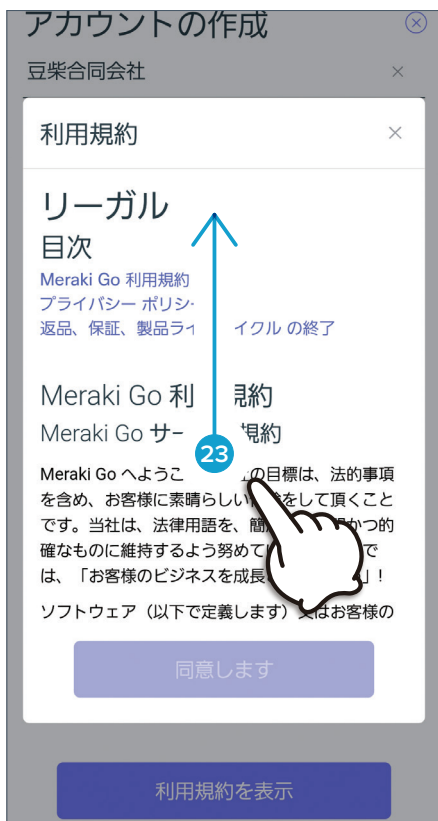 アカウントの作成
豆柴合同会社
利用規約
リーガル
目次
Meraki Go 利用規約
プライバシー ポリシ
返品、保証、製品ラ イクル の終了
Meraki Go 利 規約
Meraki Go サー 規約
23
Meraki Go へようこ の目標は、法的事項
を含め、お客様に素晴らしい をして頂くこと
です。当社は、法律用語を、簡 かつ的
確なものに維持するよう努めて で
は、「お客様のビジネスを成長 」!
ソフトウェア（以下で定義します）又はお客様の
同意します
利用規約を表示